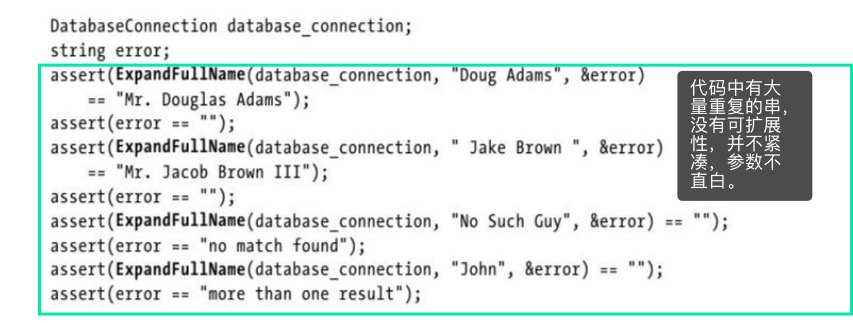 DatabaseConnection database_connection;
string error;
assert(ExpandFullName(database_connection, "Doug Adams", &error)
    == "Mr. Douglas Adams");
assert(error == "");
assert(ExpandFullName(database_connection, " Jake Brown ", &error)
    == "Mr. Jacob Brown III");
assert(error == "");
assert(ExpandFullName(database_connection, "No Such Guy", &error) == "");
assert(error == "no match found");
assert(ExpandFullName(database_connection, "John", &error) == "");
assert(error == "more than one result");
代码中有大
量重复的串，
没有可扩展
性，并不紧
凑，参数不
直白。